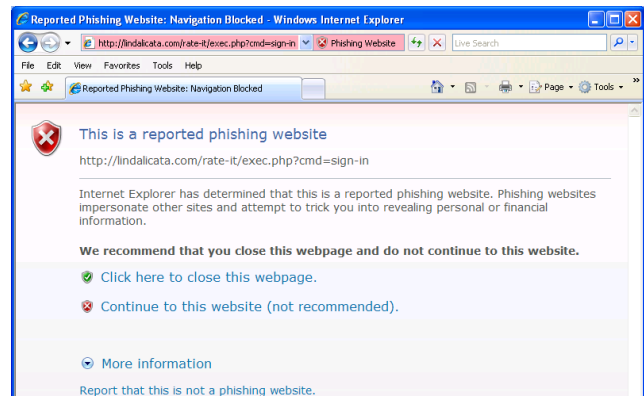 Reported Phishing Website: Navigation Blocked - Windows Internet Explorer
http://lindalicata.com/rate-it/exec.php?cmd=sign-in Phishing Website Live Search
File Edit View Favorites Tools Help
Reported Phishing Website: Navigation Blocked Page Tools »
This is a reported phishing website
http://lindalicata.com/rate-it/exec.php?cmd=sign-in
Internet Explorer has determined that this is a reported phishing website. Phishing websites
impersonate other sites and attempt to trick you into revealing personal or financial
information.
We recommend that you close this webpage and do not continue to this website.
Click here to close this webpage.
Continue to this website (not recommended).
More information
Report that this is not a phishing website.